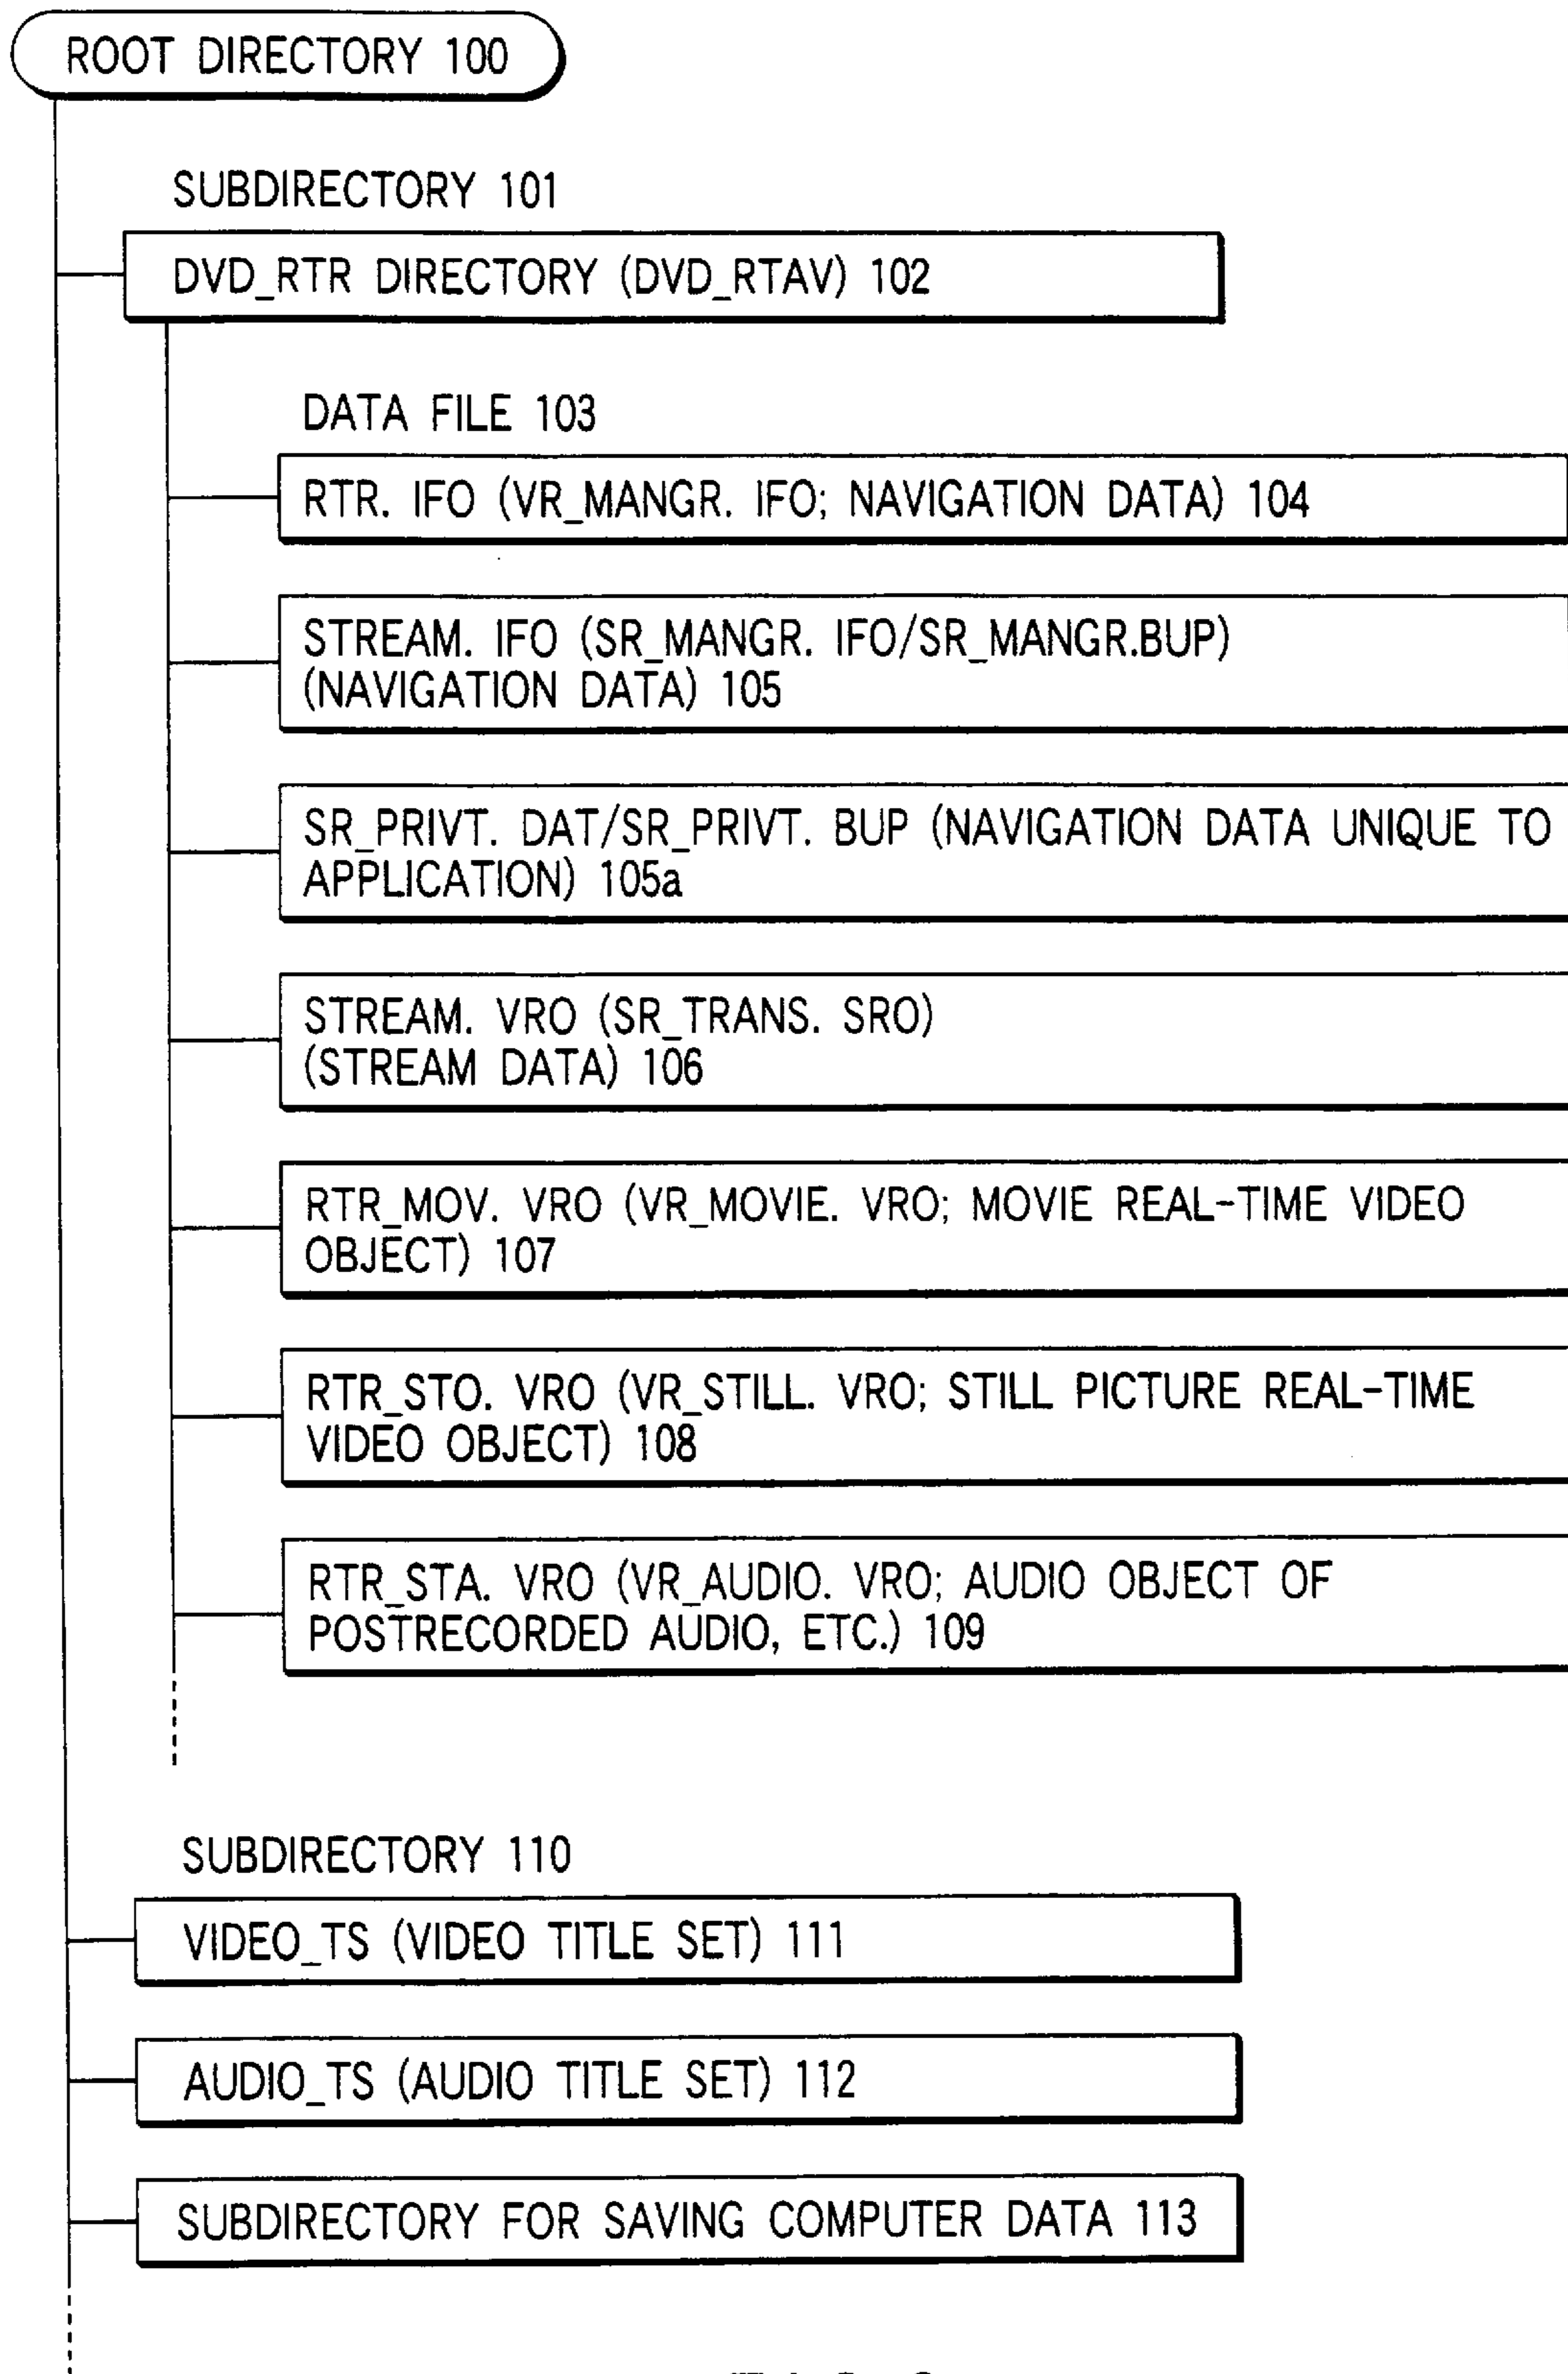 ROOT DIRECTORY 100
SUBDIRECTORY 101
DVD_RTR DIRECTORY (DVD_RTAV) 102
DATA FILE 103
RTR. IFO (VR_MANGR. IFO; NAVIGATION DATA) 104
STREAM. IFO (SR_MANGR. IFO/SR_MANGR.BUP)
(NAVIGATION DATA) 105
SR_PRIVT. DAT/SR_PRIVT. BUP (NAVIGATION DATA UNIQUE TO
APPLICATION) 105a
STREAM. VRO (SR_TRANS. SRO)
(STREAM DATA) 106
RTR_MOV. VRO (VR_MOVIE. VRO; MOVIE REAL-TIME VIDEO
OBJECT) 107
RTR_STO. VRO (VR_STILL. VRO; STILL PICTURE REAL-TIME
VIDEO OBJECT) 108
RTR_STA. VRO (VR_AUDIO. VRO; AUDIO OBJECT OF
POSTRECORDED AUDIO, ETC.) 109
SUBDIRECTORY 110
VIDEO_TS (VIDEO TITLE SET) 111
AUDIO_TS (AUDIO TITLE SET) 112
SUBDIRECTORY FOR SAVING COMPUTER DATA 113